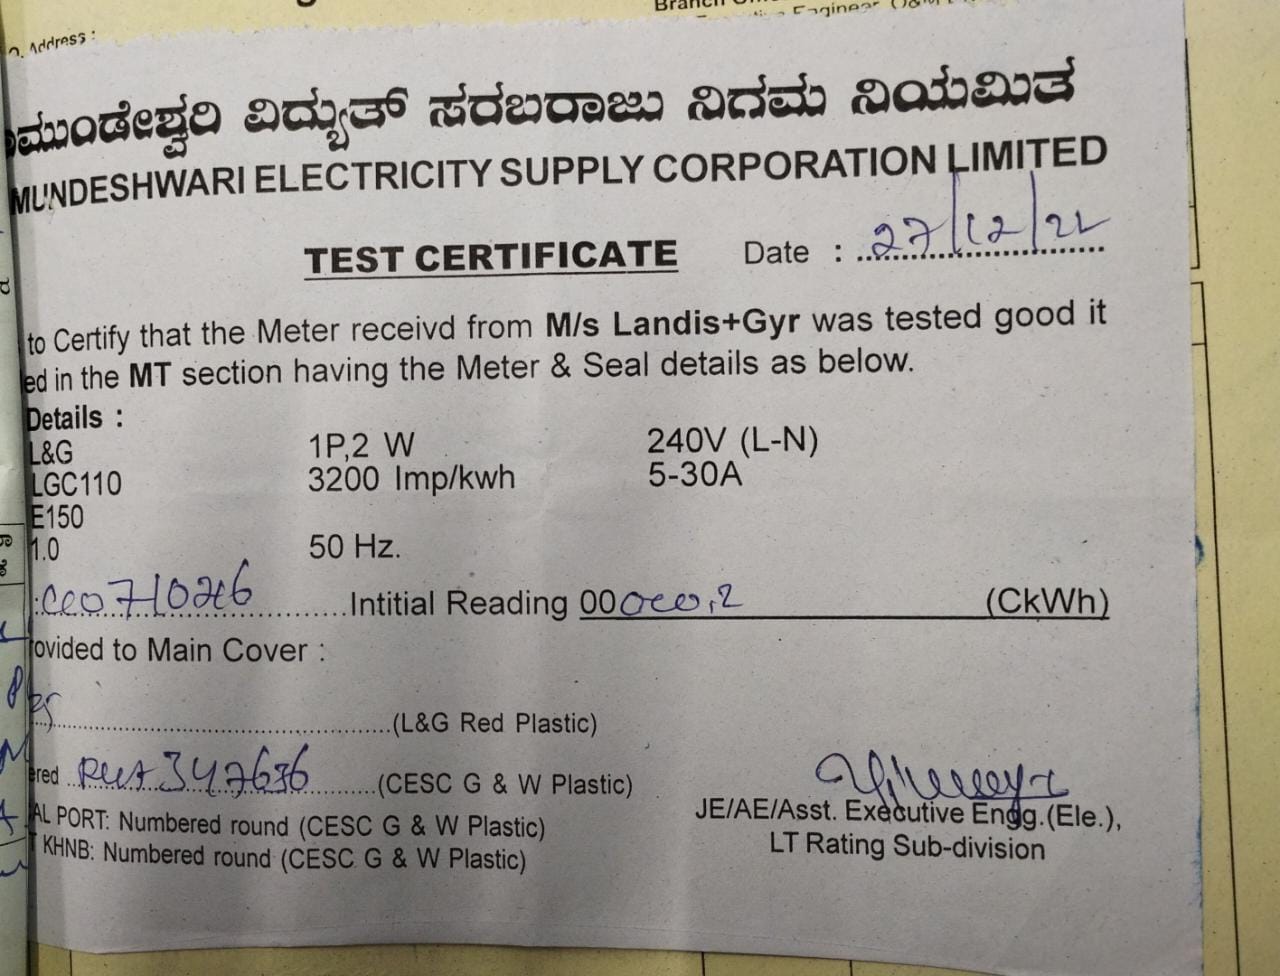 Address :
ಮುಂಡೇಶ್ವರಿ ವಿದ್ಯುತ್ ಸರಬರಾಜು ನಿಗಮ ನಿಯಮಿತ
MUNDESHWARI ELECTRICITY SUPPLY CORPORATION LIMITED
TEST CERTIFICATE Date : 27/12/22
to Certify that the Meter receivd from M/s Landis+Gyr was tested good it
ed in the MT section having the Meter & Seal details as below.
Details :
L&G 1P,2 W 240V (L-N)
LGC110 3200 Imp/kwh 5-30A
E150
1.0 50 Hz.
Intitial Reading 00000.2 (CkWh)
ovided to Main Cover :
(L&G Red Plastic)
ered 347636 (CESC G & W Plastic)
AL PORT: Numbered round (CESC G & W Plastic)
KHNB: Numbered round (CESC G & W Plastic)
JE/AE/Asst. Executive Engg.(Ele.),
LT Rating Sub-division